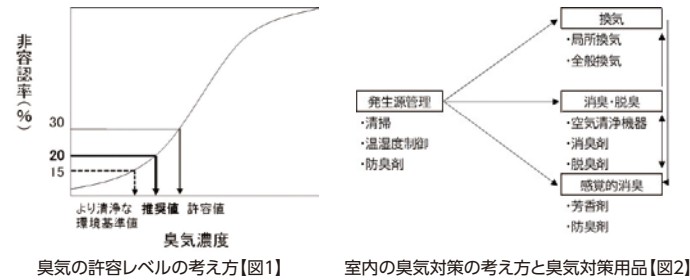 非容認率(%)
30
20
15
より清浄な
環境基準値
推奨値
許容値
臭気濃度
臭気の許容レベルの考え方【図1】
換気
・局所換気
・全般換気
発生源管理
・清掃
・温湿度制御
・防臭剤
消臭・脱臭
・空気清浄機器
・消臭剤
・脱臭剤
感覚的消臭
・芳香剤
・防臭剤
室内の臭気対策の考え方と臭気対策用品【図2】